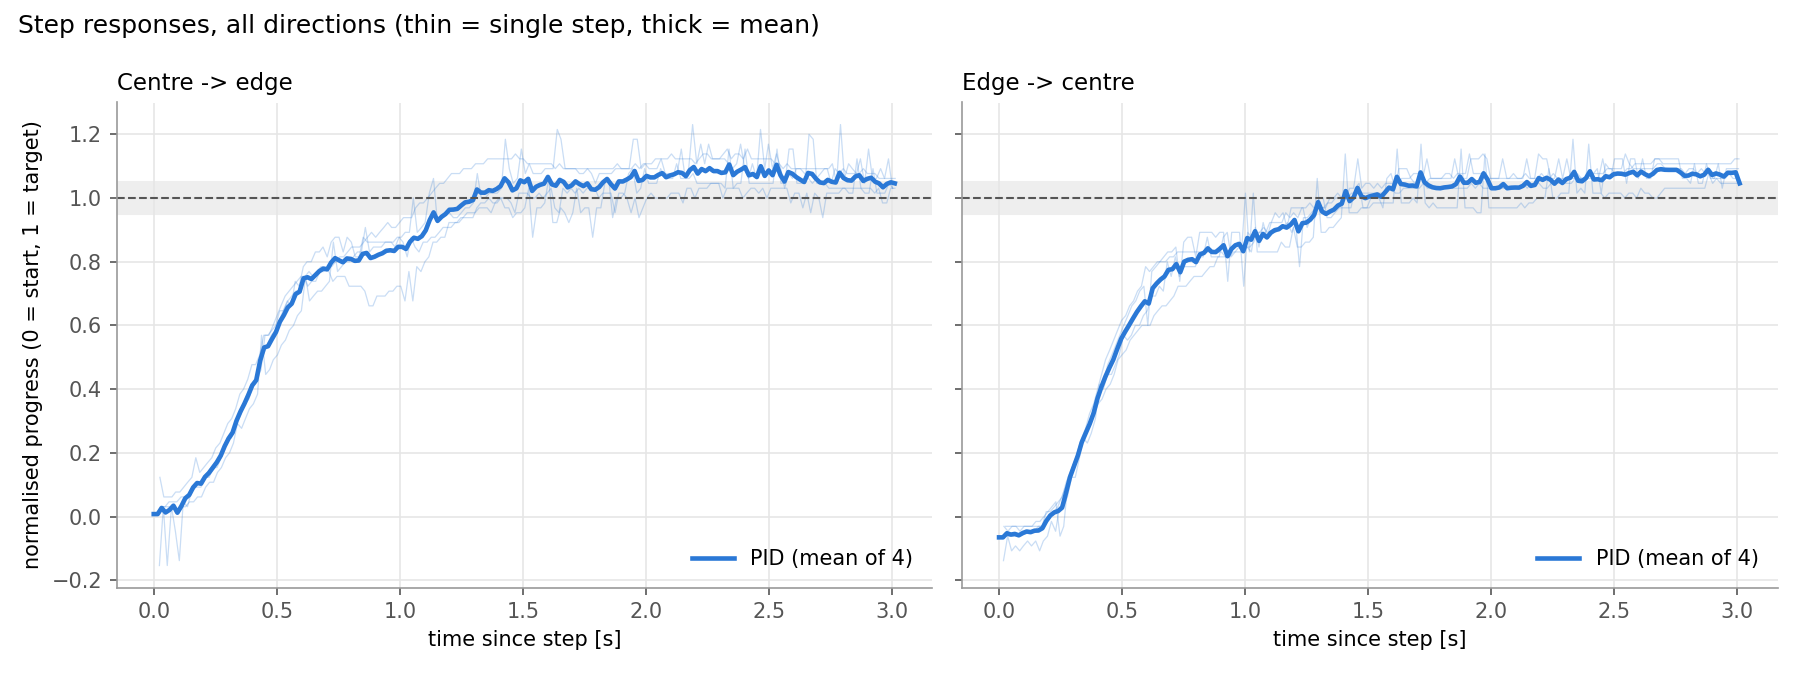 Step responses, all directions (thin = single step, thick = mean)
Centre -> edge
normalised progress (0 = start, 1 = target)
1.2
1.0
0.8
0.6
0.4
0.2
0.0
−0.2
PID (mean of 4)
0.0 0.5 1.0 1.5 2.0 2.5 3.0
time since step [s]
Edge -> centre
PID (mean of 4)
0.0 0.5 1.0 1.5 2.0 2.5 3.0
time since step [s]